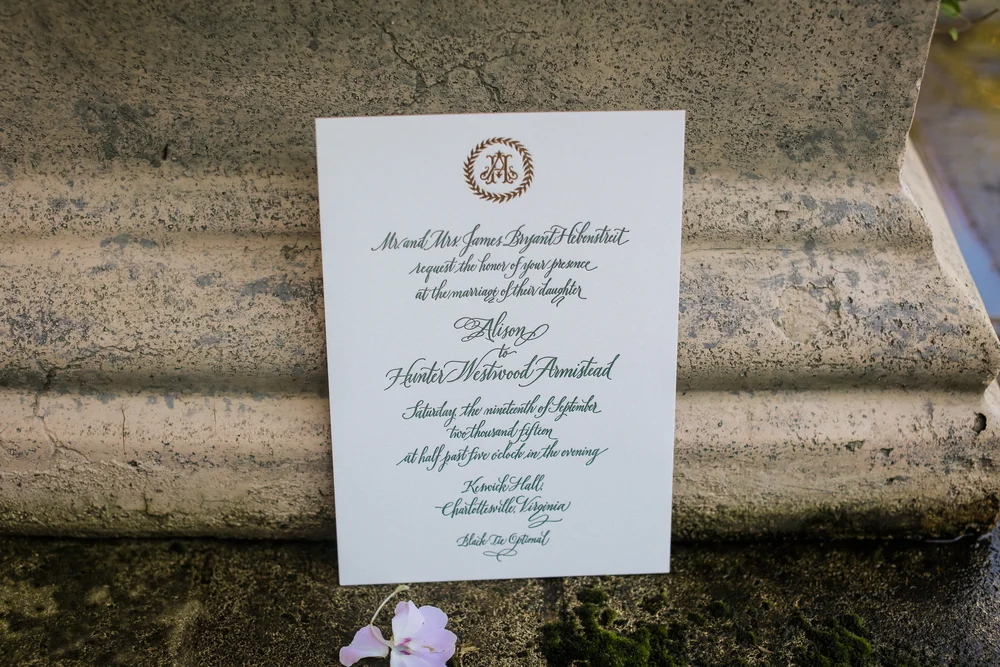 A
Mr. and Mrs. James Bryant Hebenstreit
request the honor of your presence
at the marriage of their daughter
Alison
to
Hunter Westwood Armistead
Saturday, the nineteenth of September
two thousand fifteen
at half past five o'clock in the evening
Keswick Hall
Charlottesville, Virginia
Black Tie Optional